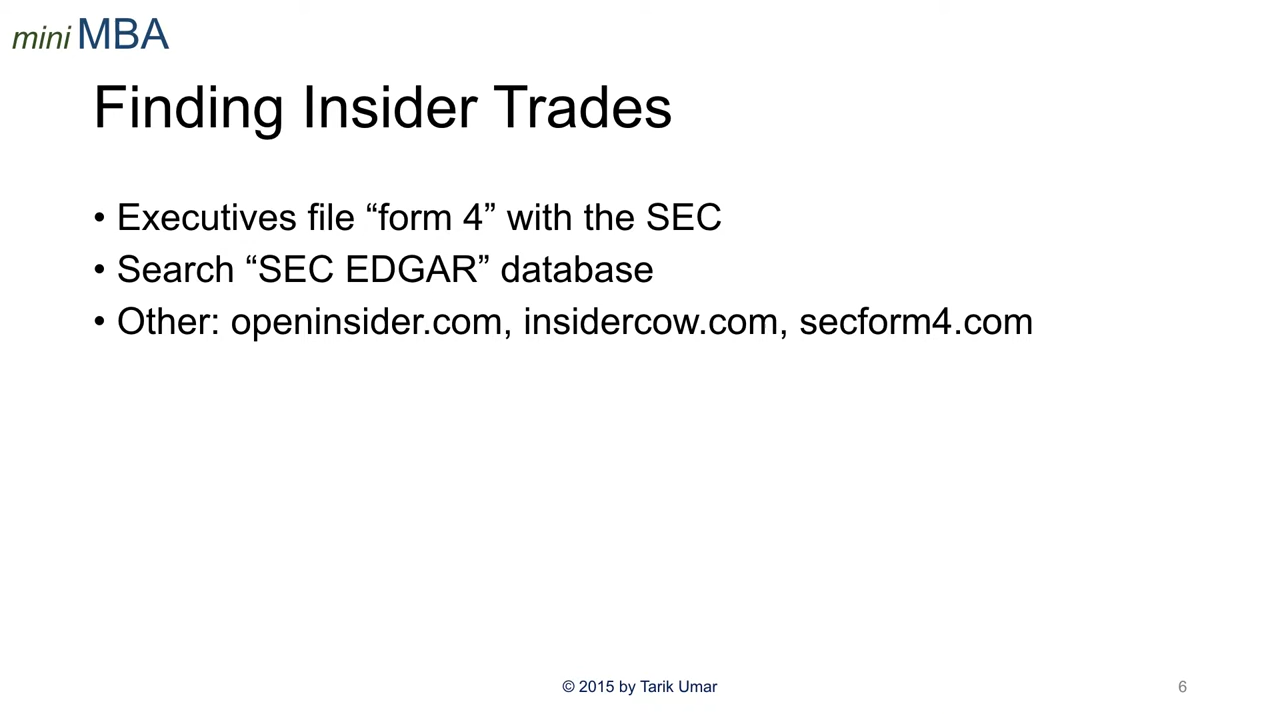 mini MBA
Finding Insider Trades
• Executives file “form 4” with the SEC
• Search “SEC EDGAR” database
• Other: openinsider.com, insidercow.com, secform4.com
© 2015 by Tarik Umar
6